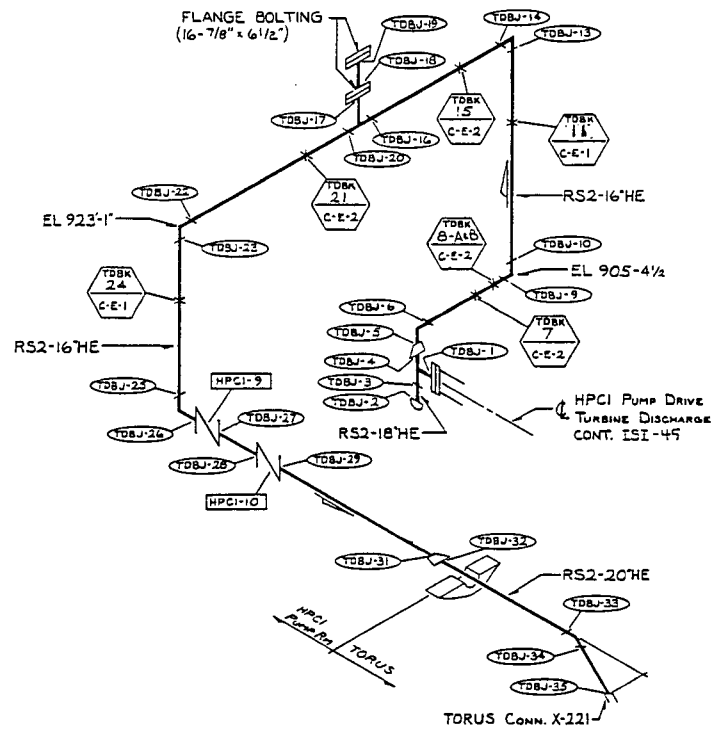 FLANGE BOLTING
(16-7/8" x 6 1/2")
TDBJ-19
TDBJ-18
TDBJ-17
TDBJ-14
TDBJ-13
TDBK
15
C-E-2
TDBJ-16
TDBJ-20
TDBK
11
C-E-1
TDBK
21
C-E-2
RS2-16"HE
TDBJ-22
EL 923'-1"
TDBJ-23
TDBK
8-A&B
C-E-2
TDBJ-10
EL 905-4 1/2
TDBJ-9
TDBK
24
C-E-1
TDBJ-6
TDBK
7
C-E-2
TDBJ-5
TDBJ-1
TDBJ-4
RS2-16"HE
TDBJ-3
TDBJ-2
TDBJ-25
HPCI-9
RS2-18"HE
HPCI PUMP DRIVE
TURBINE DISCHARGE
CONT. ISI-45
TDBJ-27
TDBJ-26
TDBJ-28
TDBJ-29
HPCI-10
TDBJ-32
TDBJ-31
RS2-20"HE
HPCI
PUMP RM
TORUS
TDBJ-33
TDBJ-34
TDBJ-35
TORUS CONN. X-221